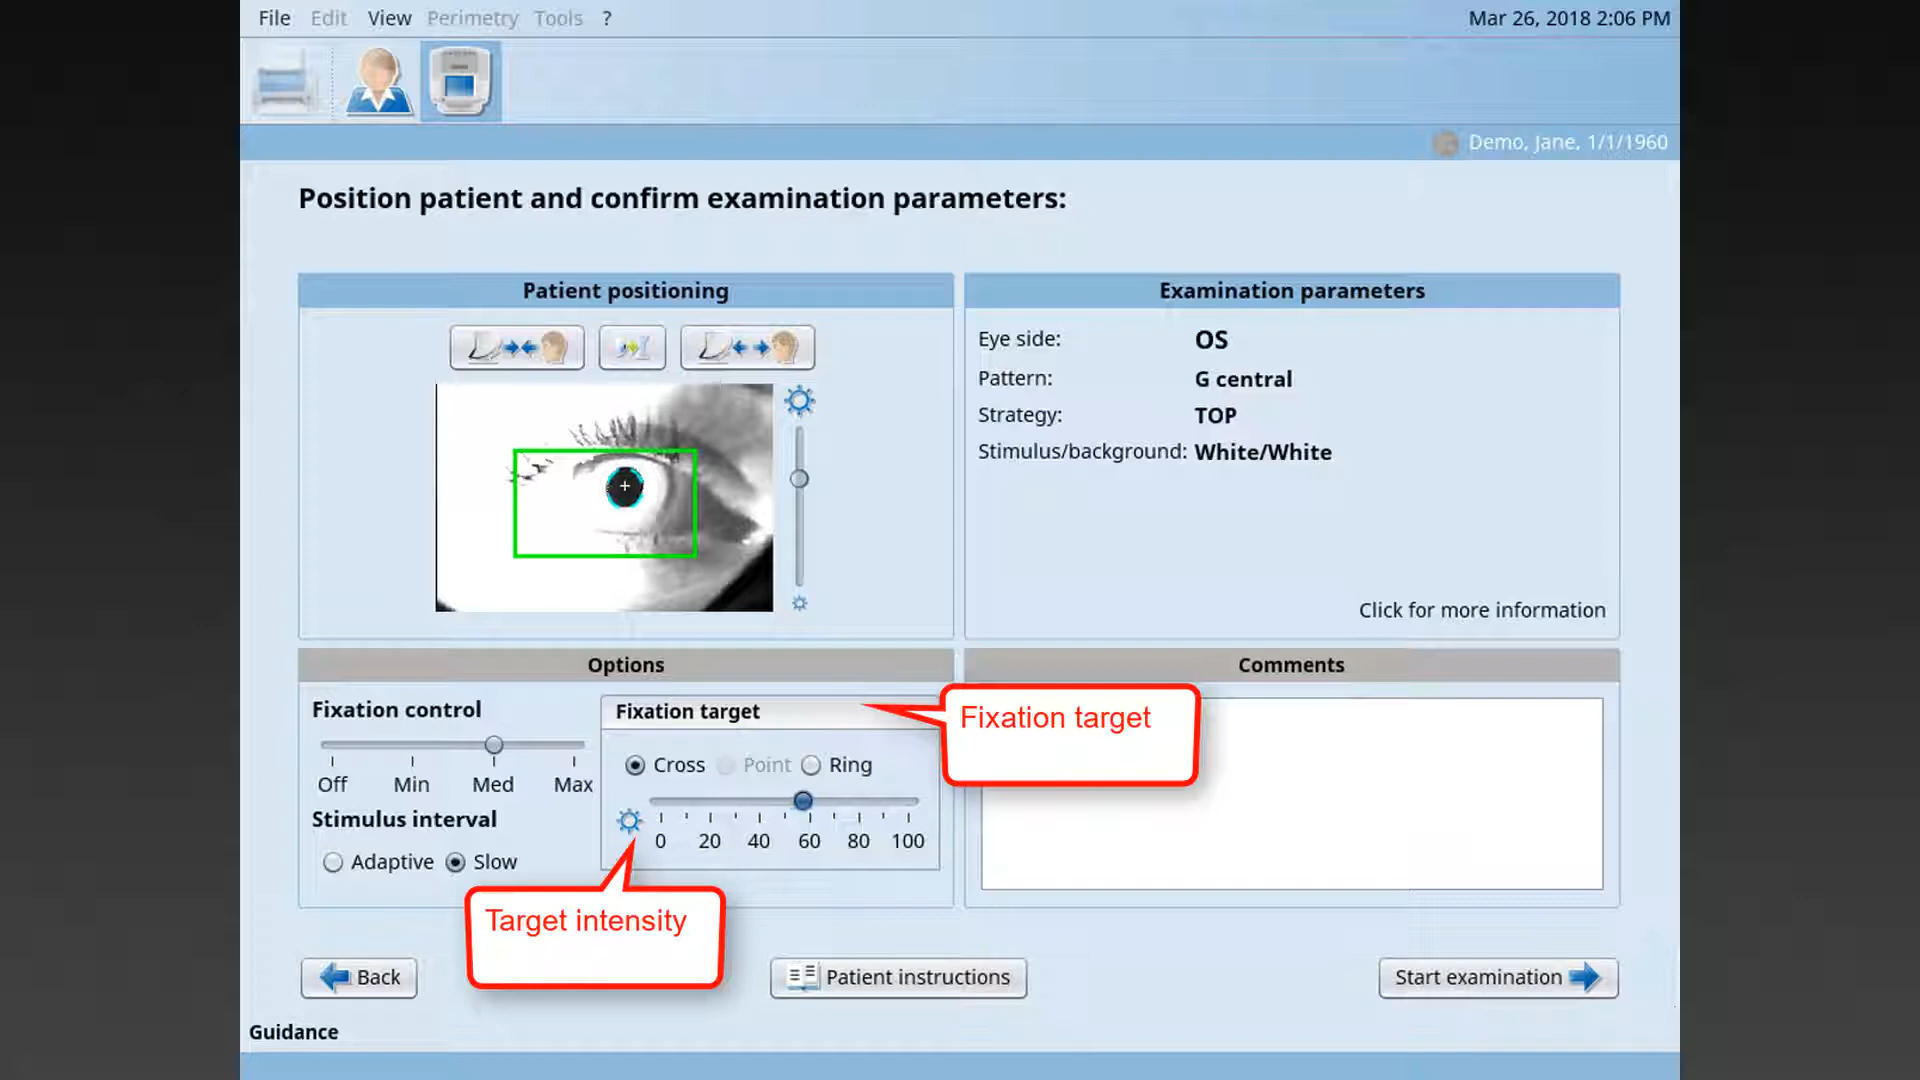 File Edit View Perimetry Tools ?
Mar 26, 2018 2:06 PM
Demo, Jane, 1/1/1960
Position patient and confirm examination parameters:
Patient positioning
Examination parameters
Eye side: OS
Pattern: G central
Strategy: TOP
Stimulus/background: White/White
Click for more information
Options
Comments
Fixation control
Off Min Med Max
Stimulus interval
Adaptive Slow
Fixation target
Cross Point Ring
0 20 40 60 80 100
Fixation target
Target intensity
Back
Patient instructions
Start examination
Guidance